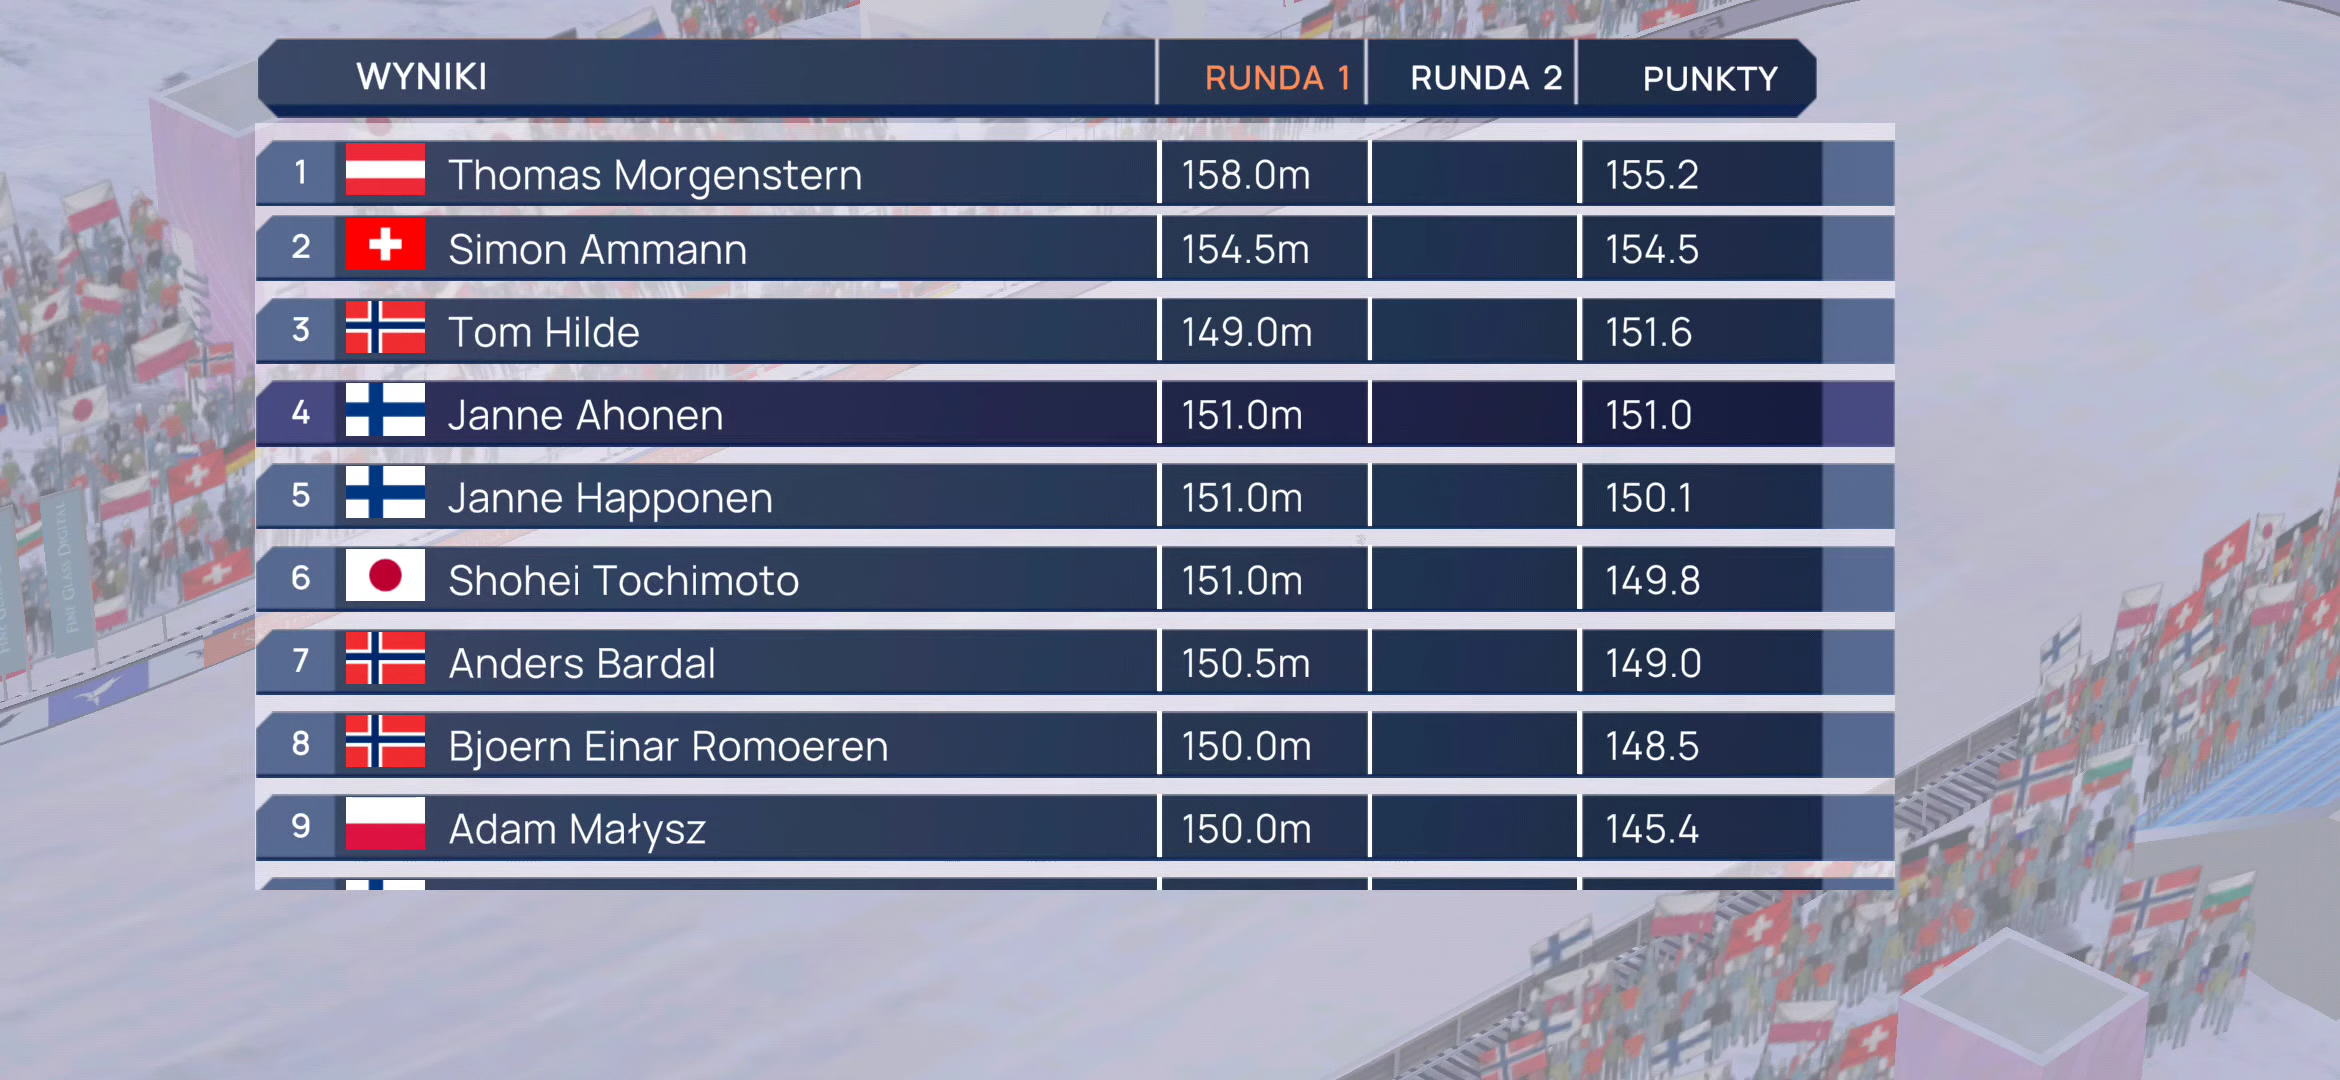 WYNIKI RUNDA 1 RUNDA 2 PUNKTY
1 Thomas Morgenstern 158.0m 155.2
2 Simon Ammann 154.5m 154.5
3 Tom Hilde 149.0m 151.6
4 Janne Ahonen 151.0m 151.0
5 Janne Happonen 151.0m 150.1
6 Shohei Tochimoto 151.0m 149.8
7 Anders Bardal 150.5m 149.0
8 Bjoern Einar Romoeren 150.0m 148.5
9 Adam Małysz 150.0m 145.4
FINE GLASS DIGITAL